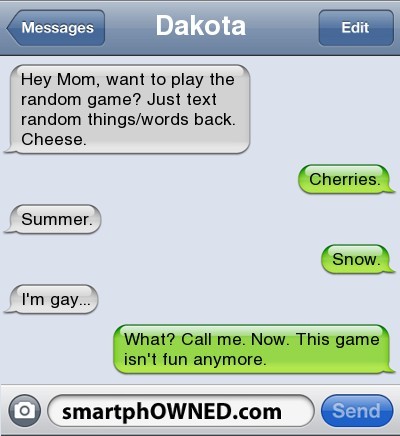 Messages
Dakota
Edit
Hey Mom, want to play the
random game? Just text
random things/words back.
Cheese.
Cherries.
Summer.
Snow.
I'm gay...
What? Call me. Now. This game
isn't fun anymore.
smartphOWNED.com
Send